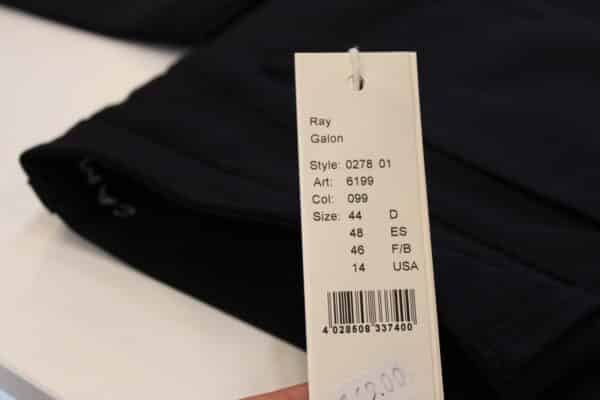 Ray
Galon
Style: 0278 01
Art: 6199
Col: 099
Size: 44 D
48 ES
46 F/B
14 USA
4 028508 337400